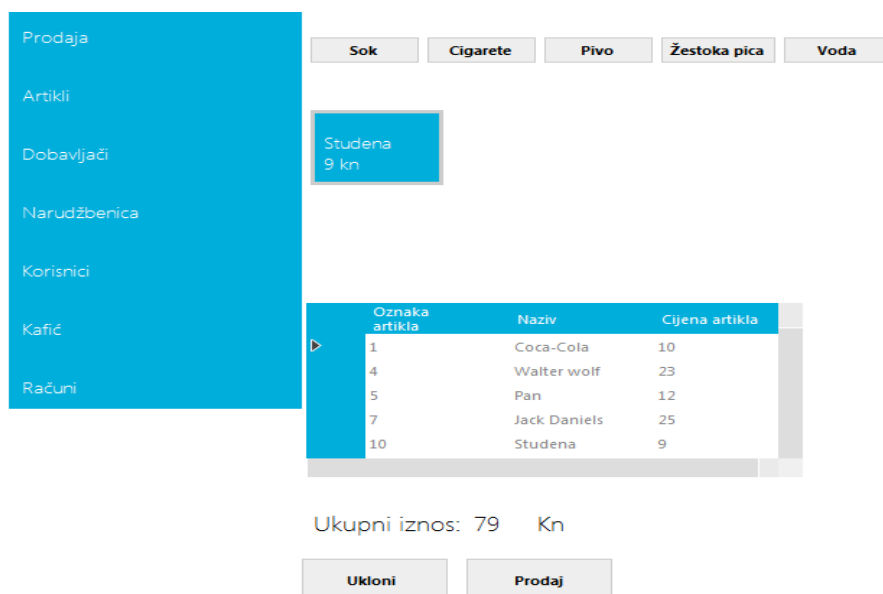 Prodaja
Artikli
Dobavljači
Narudžbenica
Korisnici
Kafić
Računi
Sok Cigarete Pivo Žestoka pica Voda
Studena
9 kn
Oznaka artikla Naziv Cijena artikla
1 Coca-Cola 10
4 Walter wolf 23
5 Pan 12
7 Jack Daniels 25
10 Studena 9
Ukupni iznos: 79 Kn
Ukloni Prodaj